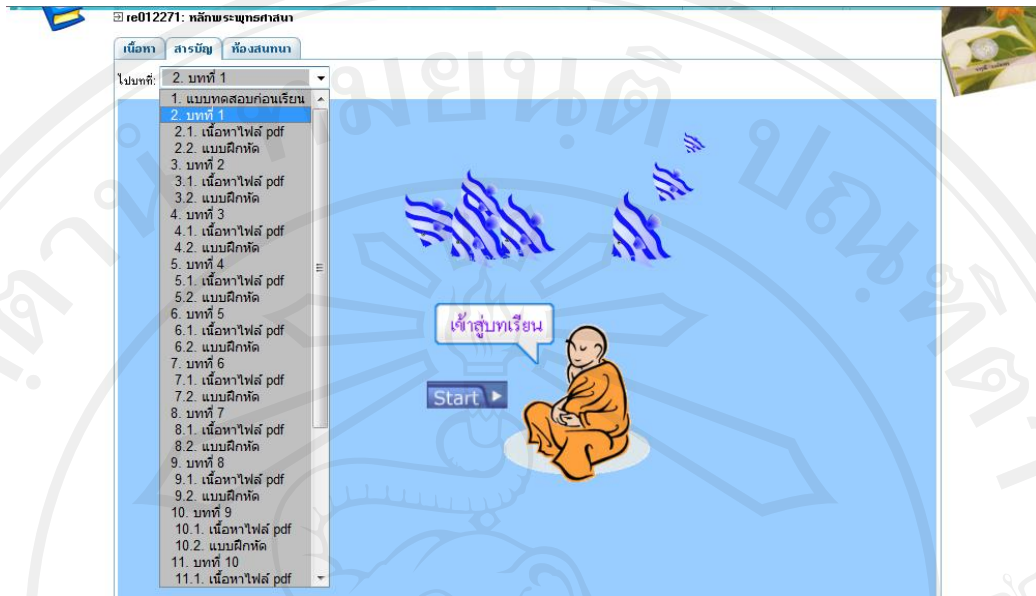 re012271: หลักพระพุทธศาสนา
เนื้อหา สารบัญ ห้องสนทนา
ไปบทที่: 2. บทที่ 1
1. แบบทดสอบก่อนเรียน
2. บทที่ 1
2.1. เนื้อหาไฟล์ pdf
2.2. แบบฝึกหัด
3. บทที่ 2
3.1. เนื้อหาไฟล์ pdf
3.2. แบบฝึกหัด
4. บทที่ 3
4.1. เนื้อหาไฟล์ pdf
4.2. แบบฝึกหัด
5. บทที่ 4
5.1. เนื้อหาไฟล์ pdf
5.2. แบบฝึกหัด
6. บทที่ 5
6.1. เนื้อหาไฟล์ pdf
6.2. แบบฝึกหัด
7. บทที่ 6
7.1. เนื้อหาไฟล์ pdf
7.2. แบบฝึกหัด
8. บทที่ 7
8.1. เนื้อหาไฟล์ pdf
8.2. แบบฝึกหัด
9. บทที่ 8
9.1. เนื้อหาไฟล์ pdf
9.2. แบบฝึกหัด
10. บทที่ 9
10.1. เนื้อหาไฟล์ pdf
10.2. แบบฝึกหัด
11. บทที่ 10
11.1. เนื้อหาไฟล์ pdf
เข้าสู่บทเรียน
Start